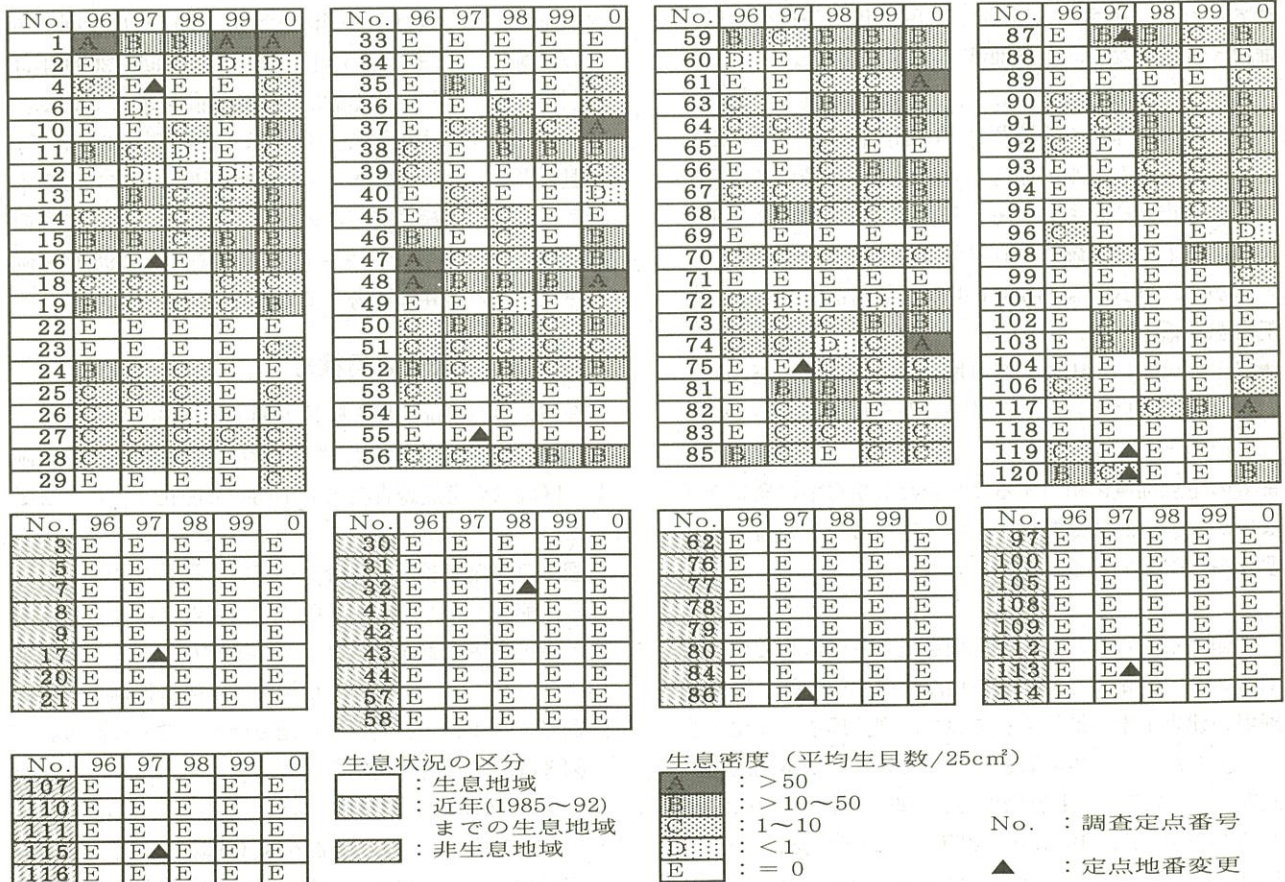 No. 96 97 98 99 0
1 A B B A A
2 E E C D D
4 C E▲ E E C
6 E D E C C
10 E E C E B
11 B C D E C
12 E D E D C
13 E B C C B
14 C C C C B
15 B B C B B
16 E E▲ E B B
18 C C E C C
19 B C C C B
22 E E E E E
23 E E E E C
24 B C C E E
25 C C C E C
26 C E D E E
27 C C C C C
28 C C C E C
29 E E E E C
No. 96 97 98 99 0
33 E E E E E
34 E E E E E
35 E B E E C
36 E E C E C
37 E C B C A
38 C E B B B
39 C E C C C
40 E C E E D
45 E C C E E
46 B E C E B
47 A C C C B
48 A B B B A
49 E E D E C
50 C B B C B
51 C C C C C
52 B C B C B
53 C E C E E
54 E E E E E
55 E E▲ E E E
56 C C C B B
No. 96 97 98 99 0
59 B C B B B
60 D E B B B
61 E E C C A
63 C E B B B
64 C C C C B
65 E E C E E
66 E E C B B
67 C C C C B
68 E B C C B
69 E E E E E
70 C C C C C
71 E E E E E
72 C D E D B
73 C C C B B
74 C C D C A
75 E E▲ C C C
81 E B B C B
82 E C B E E
83 E C C C C
85 B C E C C
No. 96 97 98 99 0
87 E B▲ B C B
88 E E C E E
89 E E E E C
90 C B C C B
91 E C B C B
92 C E B C B
93 E E C C C
94 E C C C B
95 E E E C B
96 C E E E D
98 E C E B B
99 E E E E C
101 E E E E E
102 E B E E E
103 E B E E E
104 E E E E E
106 C E E E C
117 E E C B A
118 E E E E E
119 C E▲ E E E
120 B C▲ E E B
No. 96 97 98 99 0
3 E E E E E
5 E E E E E
7 E E E E E
8 E E E E E
9 E E E E E
17 E E▲ E E E
20 E E E E E
21 E E E E E
No. 96 97 98 99 0
30 E E E E E
31 E E E E E
32 E E E▲ E E
41 E E E E E
42 E E E E E
43 E E E E E
44 E E E E E
57 E E E E E
58 E E E E E
No. 96 97 98 99 0
62 E E E E E
76 E E E E E
77 E E E E E
78 E E E E E
79 E E E E E
80 E E E E E
84 E E E E E
86 E E▲ E E E
No. 96 97 98 99 0
97 E E E E E
100 E E E E E
105 E E E E E
108 E E E E E
109 E E E E E
112 E E E E E
113 E E▲ E E E
114 E E E E E
No. 96 97 98 99 0
107 E E E E E
110 E E E E E
111 E E E E E
115 E E▲ E E E
116 E E E E E
生息状況の区分
：生息地域
：近年(1985～92)
までの生息地域
：非生息地域
生息密度 (平均生貝数/25c㎡)
A ：>50
B ：>10～50
C ：1～10
D ：<1
E ：= 0
No. ：調査定点番号
▲ ：定点地番変更